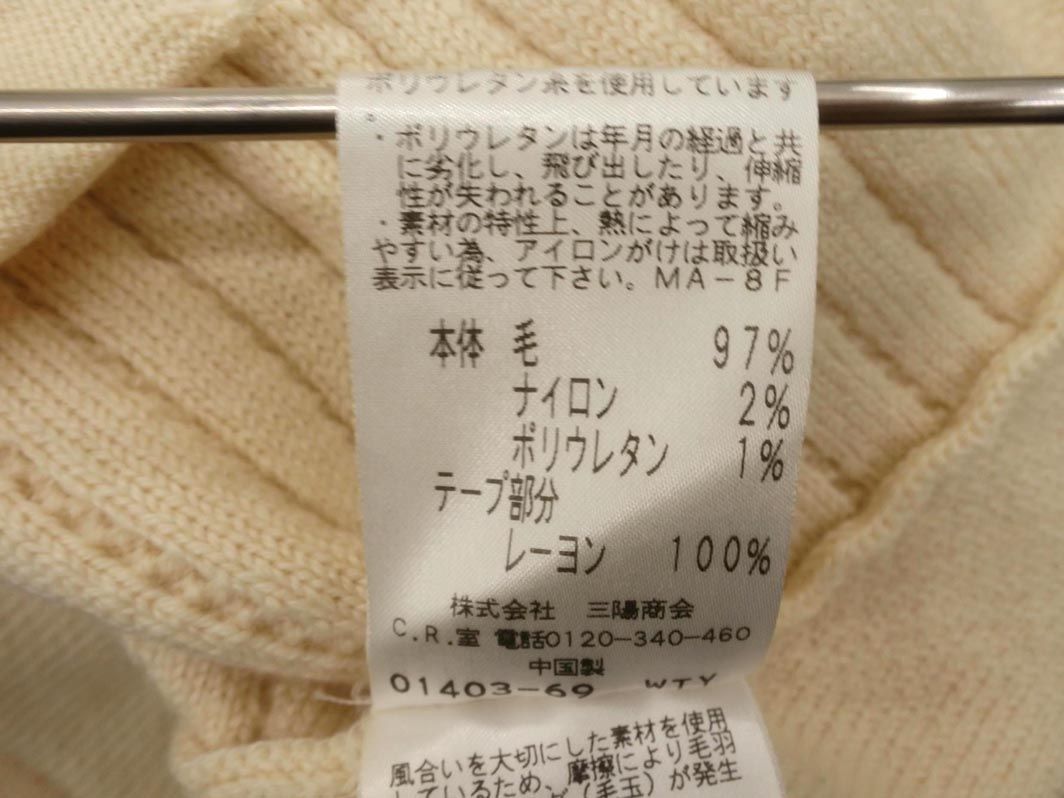 ポリウレタン糸を使用しています
。
・ポリウレタンは年月の経過と共
に劣化し、飛び出したり、伸縮
性が失われることがあります。
・素材の特性上、熱によって縮み
やすい為、アイロンがけは取扱い
表示に従って下さい。MA－8F
本体 毛 97%
ナイロン 2%
ポリウレタン 1%
テープ部分
レーヨン 100%
株式会社 三陽商会
C.R.室 電話0120－340－460
中国製
01403－69 WTY
風合いを大切にした素材を使用
しているため、摩擦により毛羽
(毛玉)が発生